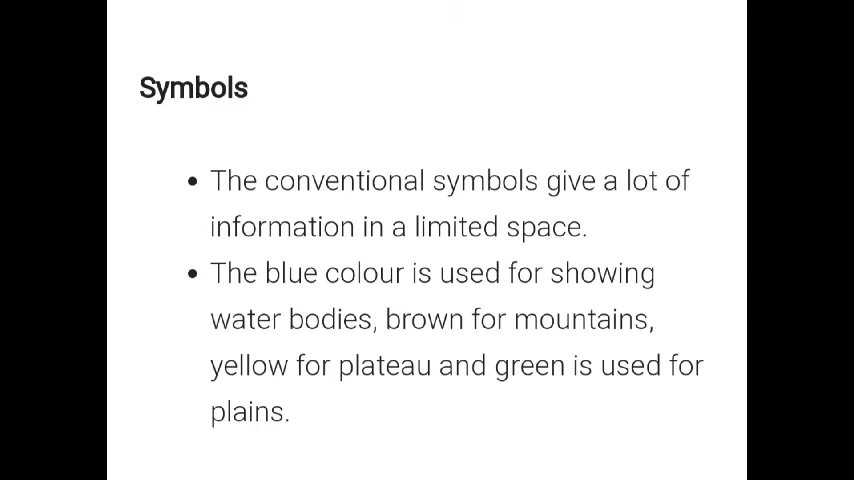 Symbols
• The conventional symbols give a lot of
information in a limited space.
• The blue colour is used for showing
water bodies, brown for mountains,
yellow for plateau and green is used for
plains.